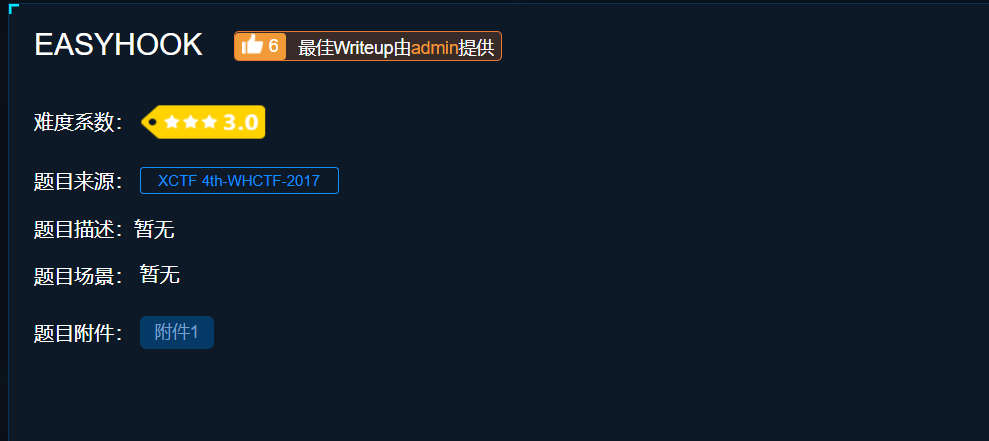 EASYHOOK 6 最佳Writeup由admin提供
难度系数： 3.0
题目来源： XCTF 4th-WHCTF-2017
题目描述：暂无
题目场景： 暂无
题目附件： 附件1